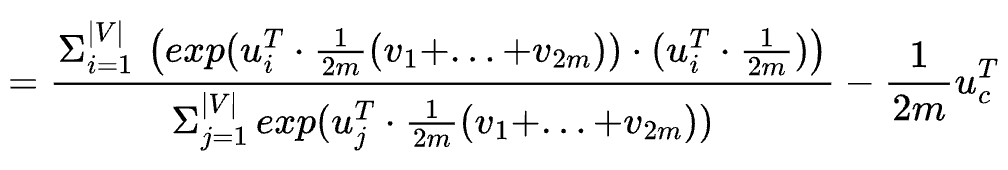 = \frac{\Sigma_{i=1}^{|V|} \left( exp(u_i^T \cdot \frac{1}{2m}(v_1 + \ldots + v_{2m})) \cdot (u_i^T \cdot \frac{1}{2m}) \right)}{\Sigma_{j=1}^{|V|} exp(u_j^T \cdot \frac{1}{2m}(v_1 + \ldots + v_{2m}))} - \frac{1}{2m} u_c^T